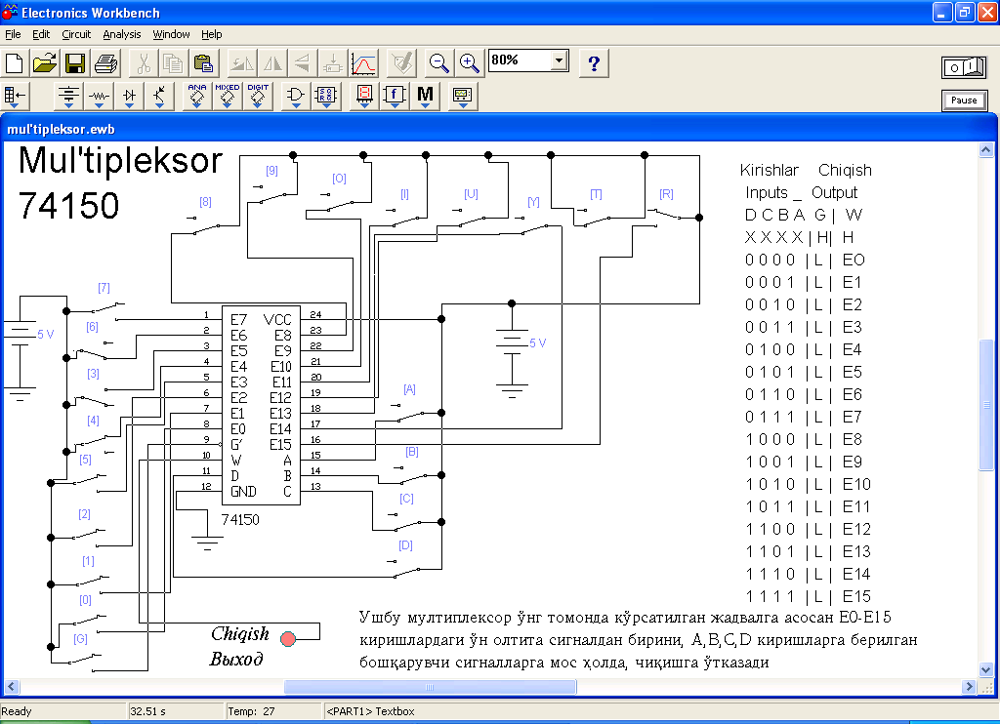 Electronics Workbench
File Edit Circuit Analysis Window Help
80%
ANA MIXED DIGIT
Pause
mul'tipleksor.ewb
Mul'tipleksor
74150
[8]
[9]
[O]
[I]
[U]
[Y]
[T]
[R]
Kirishlar Chiqish
Inputs _ Output
D C B A G | W
X X X X | H | H
0 0 0 0 | L | E0
0 0 0 1 | L | E1
0 0 1 0 | L | E2
0 0 1 1 | L | E3
0 1 0 0 | L | E4
0 1 0 1 | L | E5
0 1 1 0 | L | E6
0 1 1 1 | L | E7
1 0 0 0 | L | E8
1 0 0 1 | L | E9
1 0 1 0 | L | E10
1 0 1 1 | L | E11
1 1 0 0 | L | E12
1 1 0 1 | L | E13
1 1 1 0 | L | E14
1 1 1 1 | L | E15
5 V
[7]
[6]
[3]
[4]
[5]
[2]
[1]
[0]
[G]
1 E7 VCC 24
2 E6 E8 23
3 E5 E9 22
4 E4 E10 21
5 E3 E11 20
6 E2 E12 19
7 E1 E13 18
8 E0 E14 17
9 G' E15 16
10 W A 15
11 D B 14
12 GND C 13
74150
5 V
[A]
[B]
[C]
[D]
Chiqish
Выход
Ушбу мултиплексор ўнг томонда кўрсатилган жадвалга асосан E0-E15
киришлардаги ўн олтита сигналдан бирини, A,B,C,D киришларга берилган
бошқарувчи сигналларга мос ҳолда, чиқишга ўтказади
Ready 32.51 s Temp: 27 <PART1> Textbox